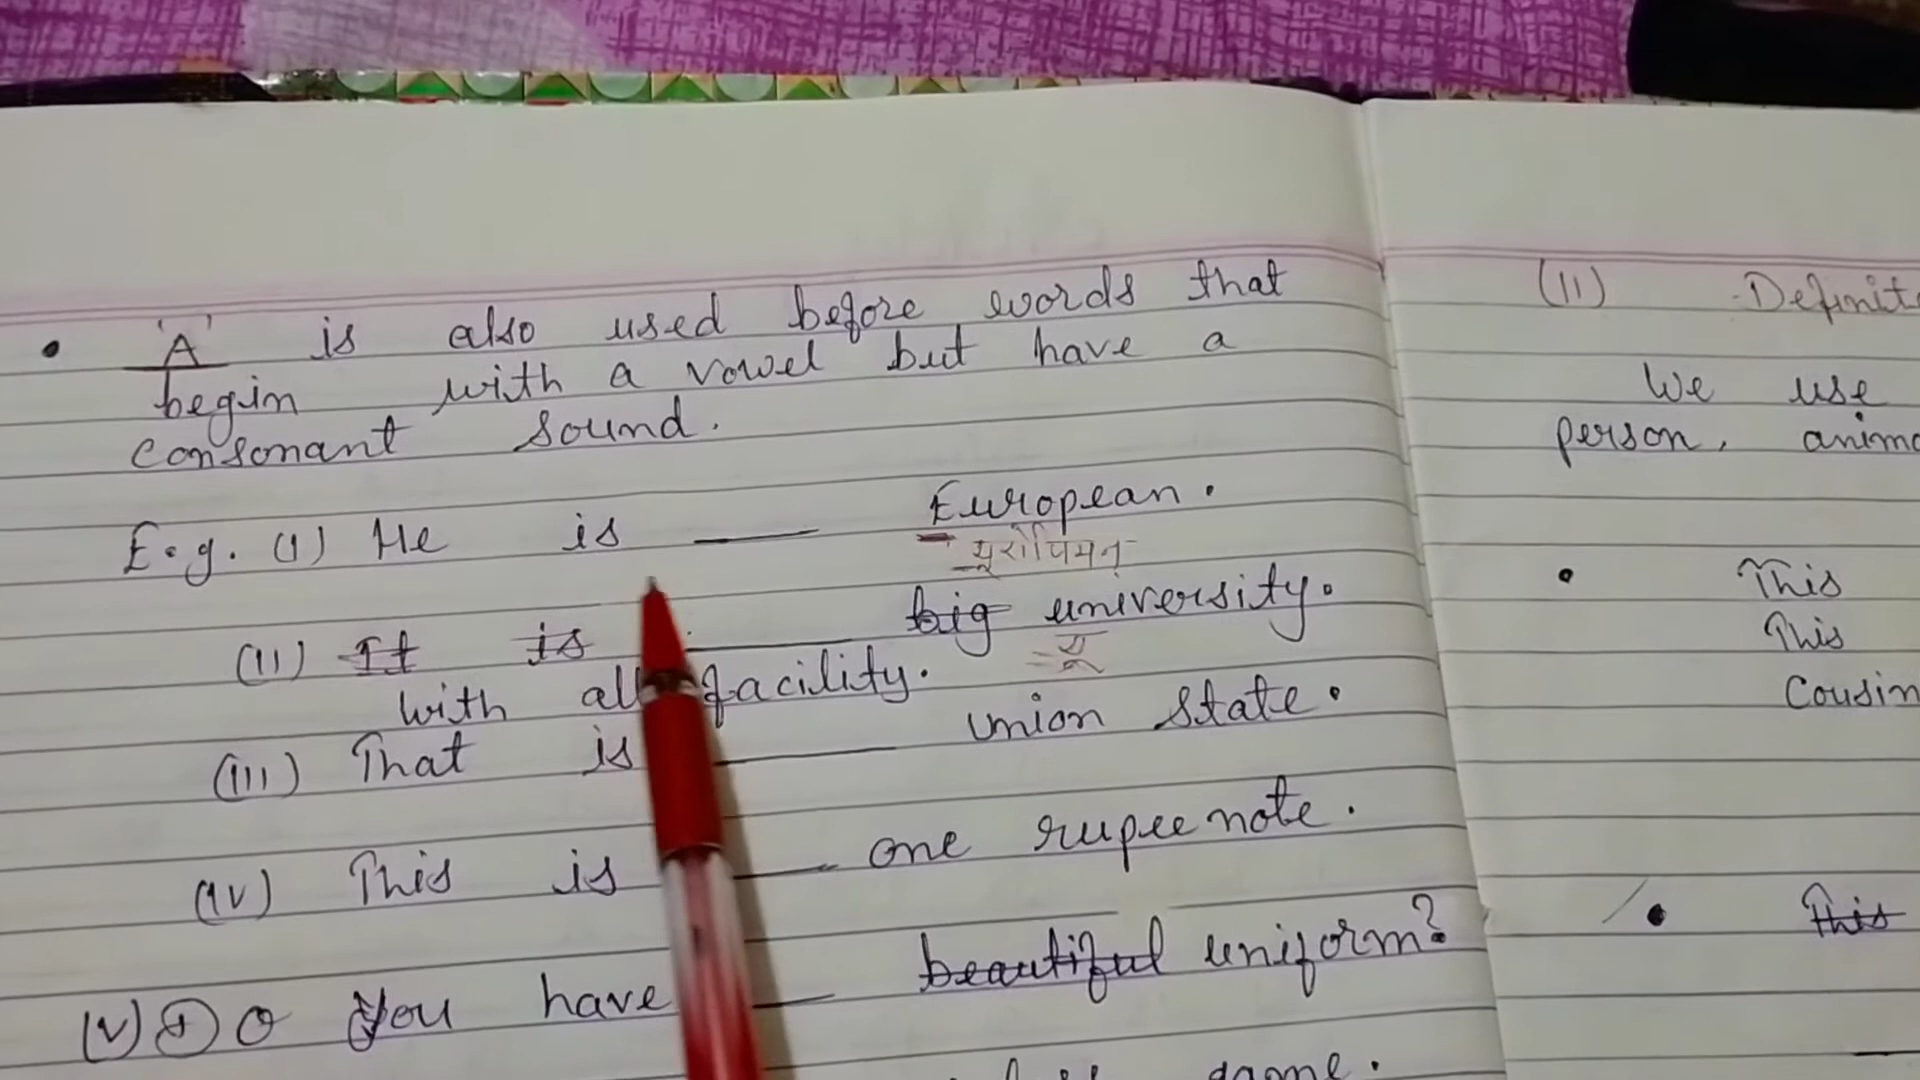 • 'A' is also used before words that
begin with a vowel but have a
consonant sound.
E.g. (i) He is ___ European.
यूरोपियन
(ii) It is ___ big university.
यू
with all facility.
(iii) That is ___ union state.
(iv) This is ___ one rupee note.
(v) Do you have ___ beautiful uniform?
game.
(ii) Definit
We use
person, anima
• This
This
Cousin
• This